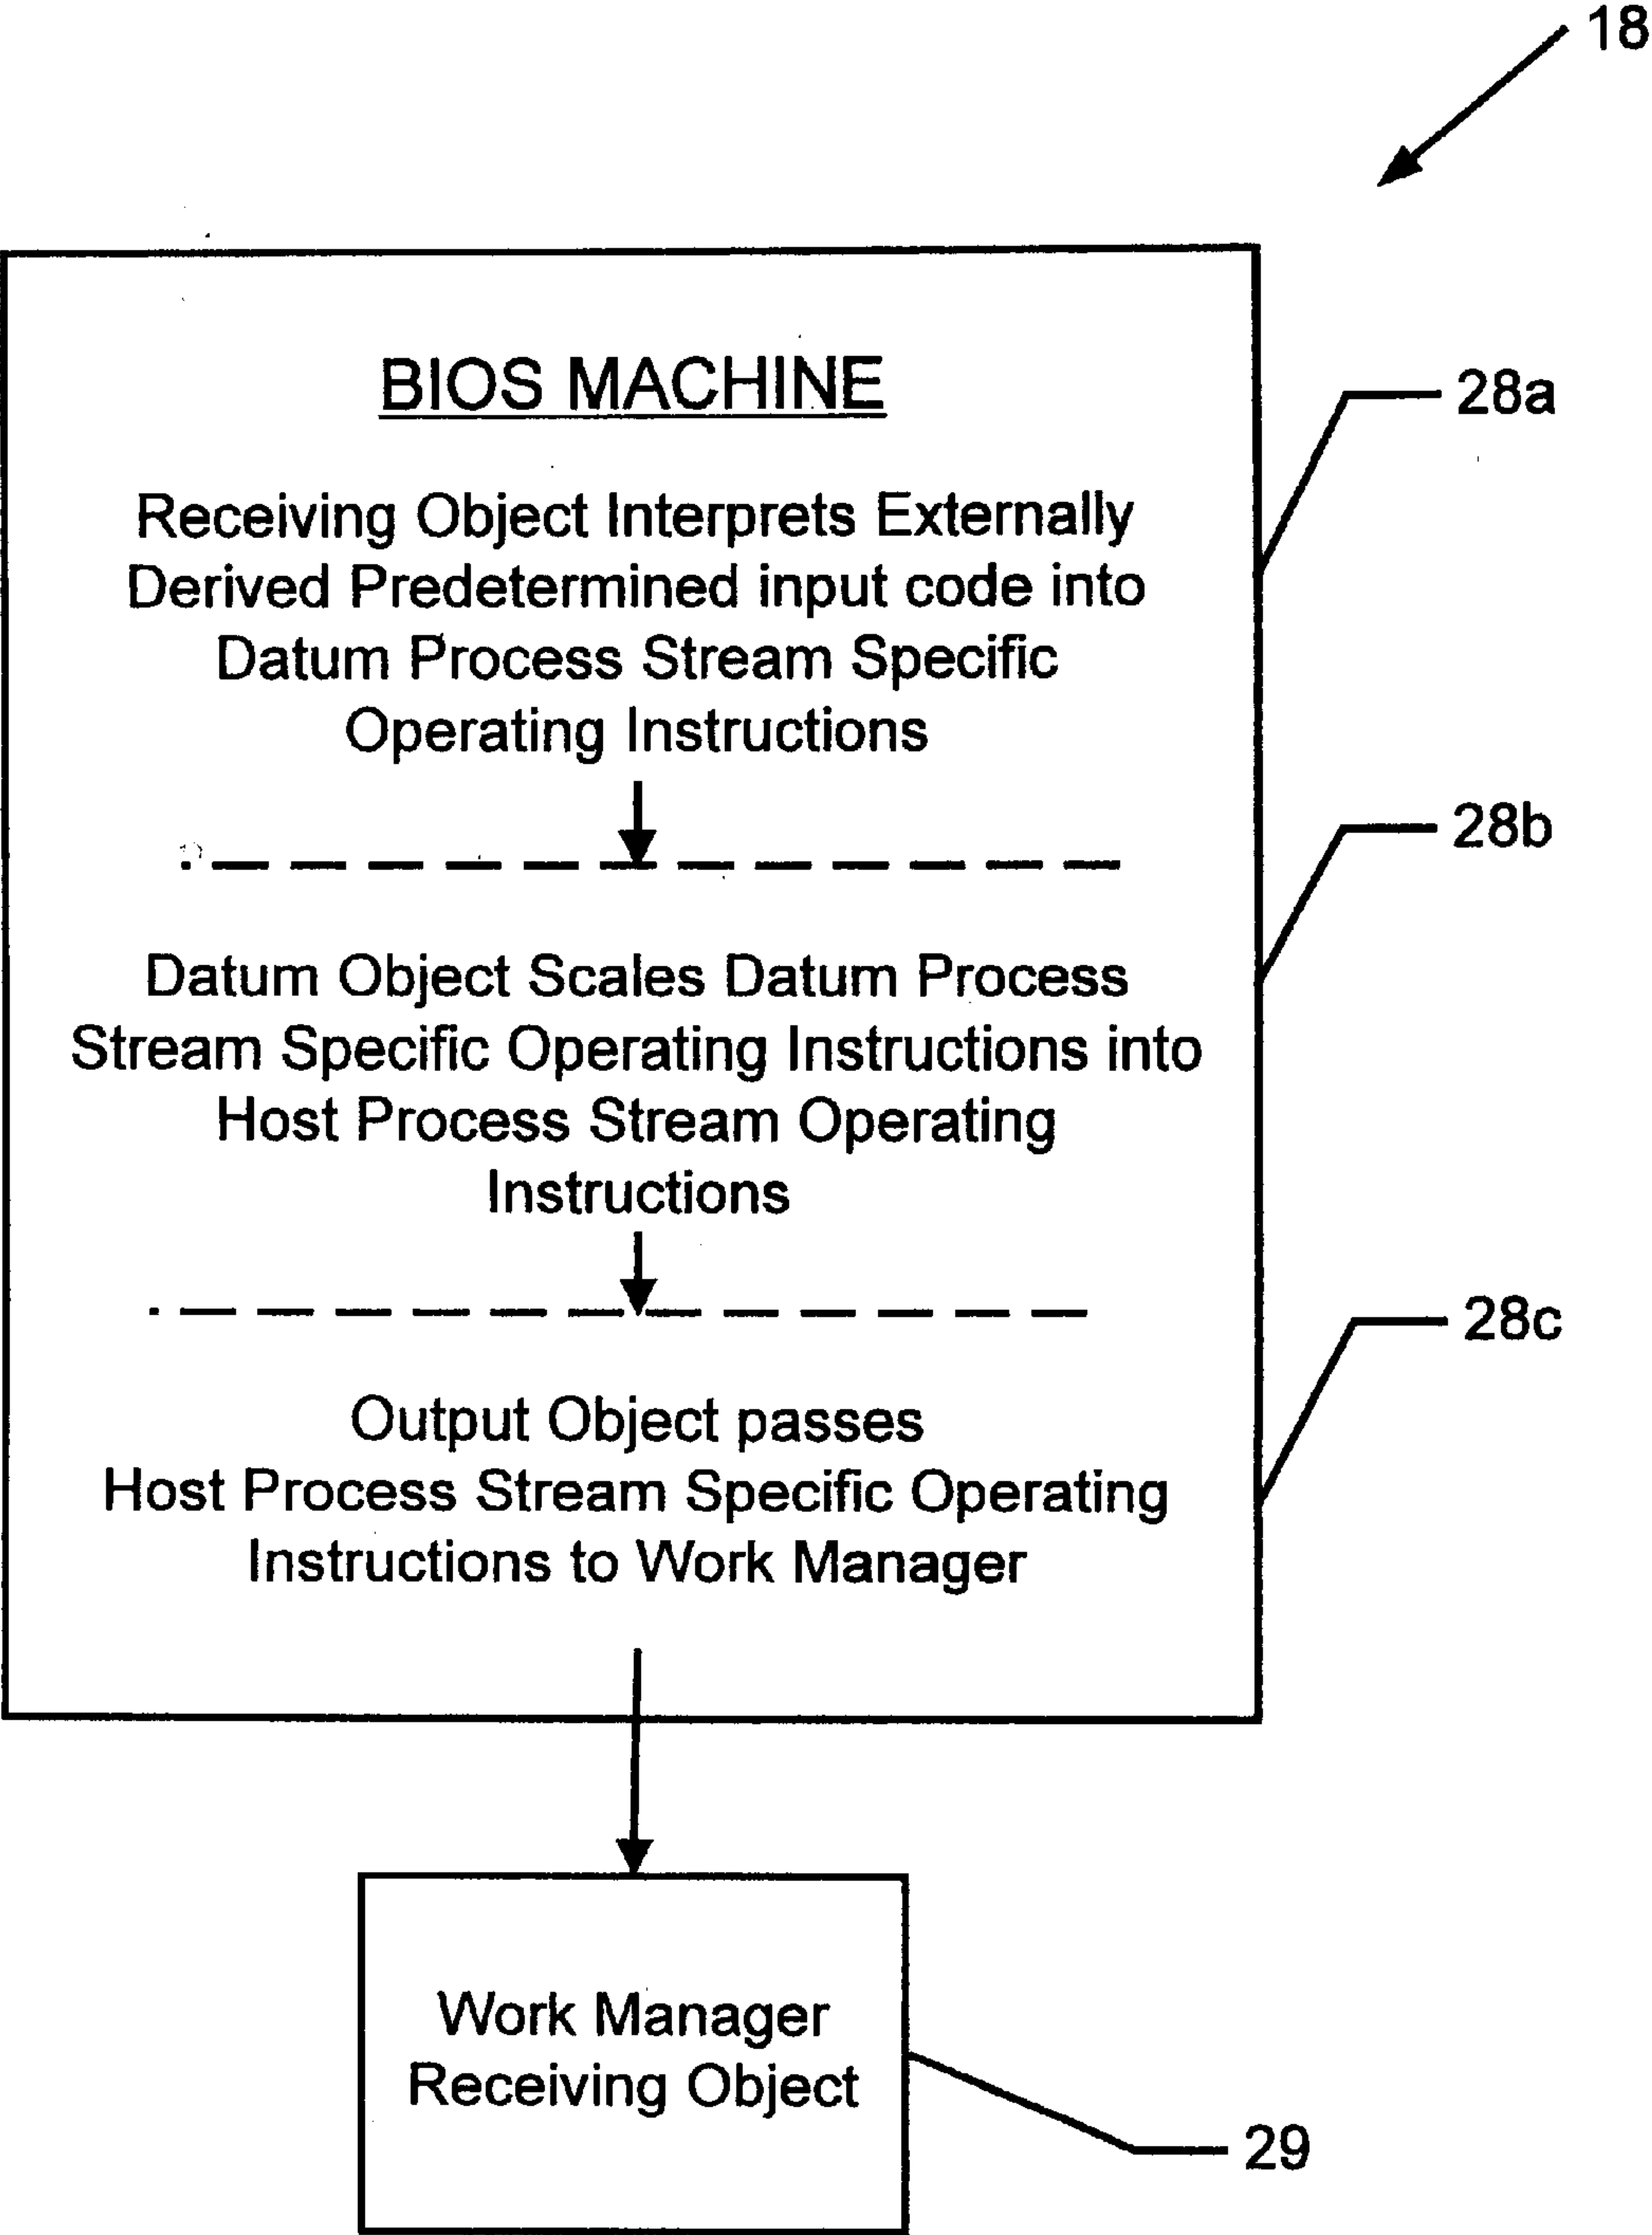 18
BIOS MACHINE
28a
Receiving Object Interprets Externally
Derived Predetermined input code into
Datum Process Stream Specific
Operating Instructions
28b
Datum Object Scales Datum Process
Stream Specific Operating Instructions into
Host Process Stream Operating
Instructions
28c
Output Object passes
Host Process Stream Specific Operating
Instructions to Work Manager
Work Manager
Receiving Object
29